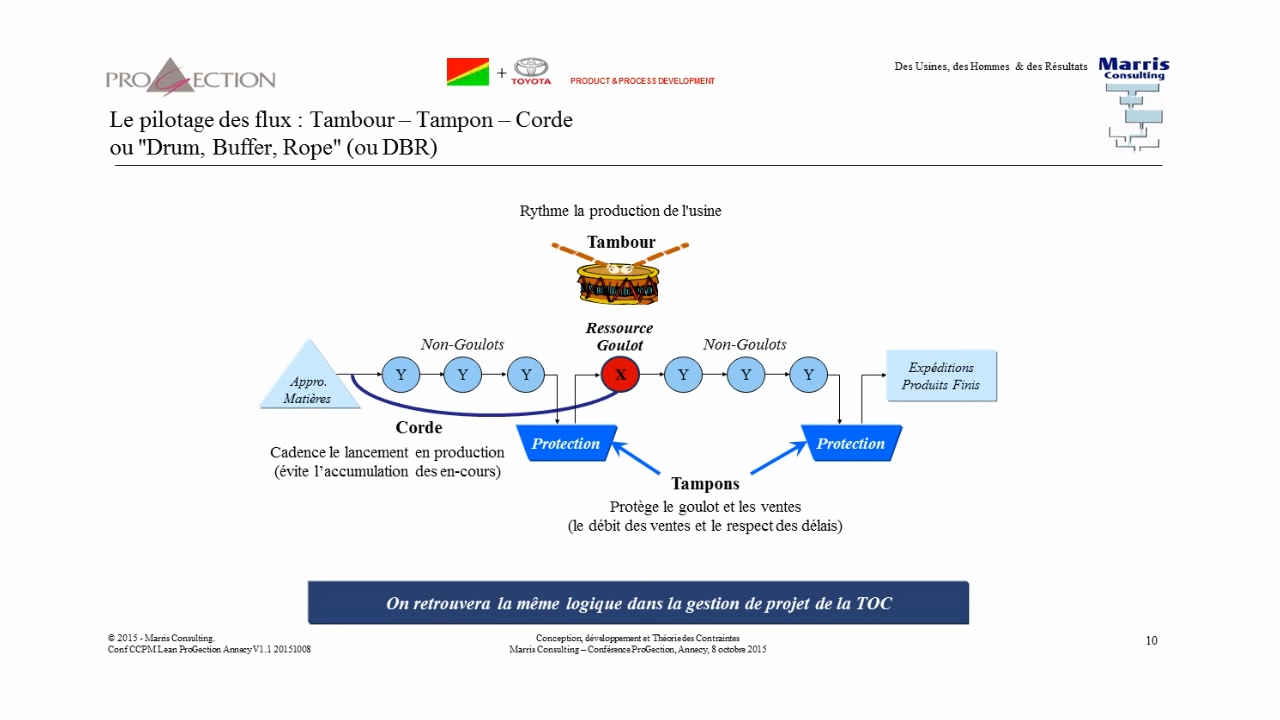 PROGECTION
+
TOYOTA
PRODUCT & PROCESS DEVELOPMENT
Des Usines, des Hommes & des Résultats
Marris
Consulting
Le pilotage des flux : Tambour – Tampon – Corde
ou "Drum, Buffer, Rope" (ou DBR)
Rythme la production de l'usine
Tambour
Ressource
Goulot
Non-Goulots
Non-Goulots
Appro.
Matières
Y
Y
Y
X
Y
Y
Y
Expéditions
Produits Finis
Corde
Cadence le lancement en production
(évite l’accumulation des en-cours)
Protection
Protection
Tampons
Protège le goulot et les ventes
(le débit des ventes et le respect des délais)
On retrouvera la même logique dans la gestion de projet de la TOC
© 2015 - Marris Consulting.
Conf CCPM Lean ProGection Annecy V1.1 20151008
Conception, développement et Théorie des Contraintes
Marris Consulting – Conférence ProGection, Annecy, 8 octobre 2015
10